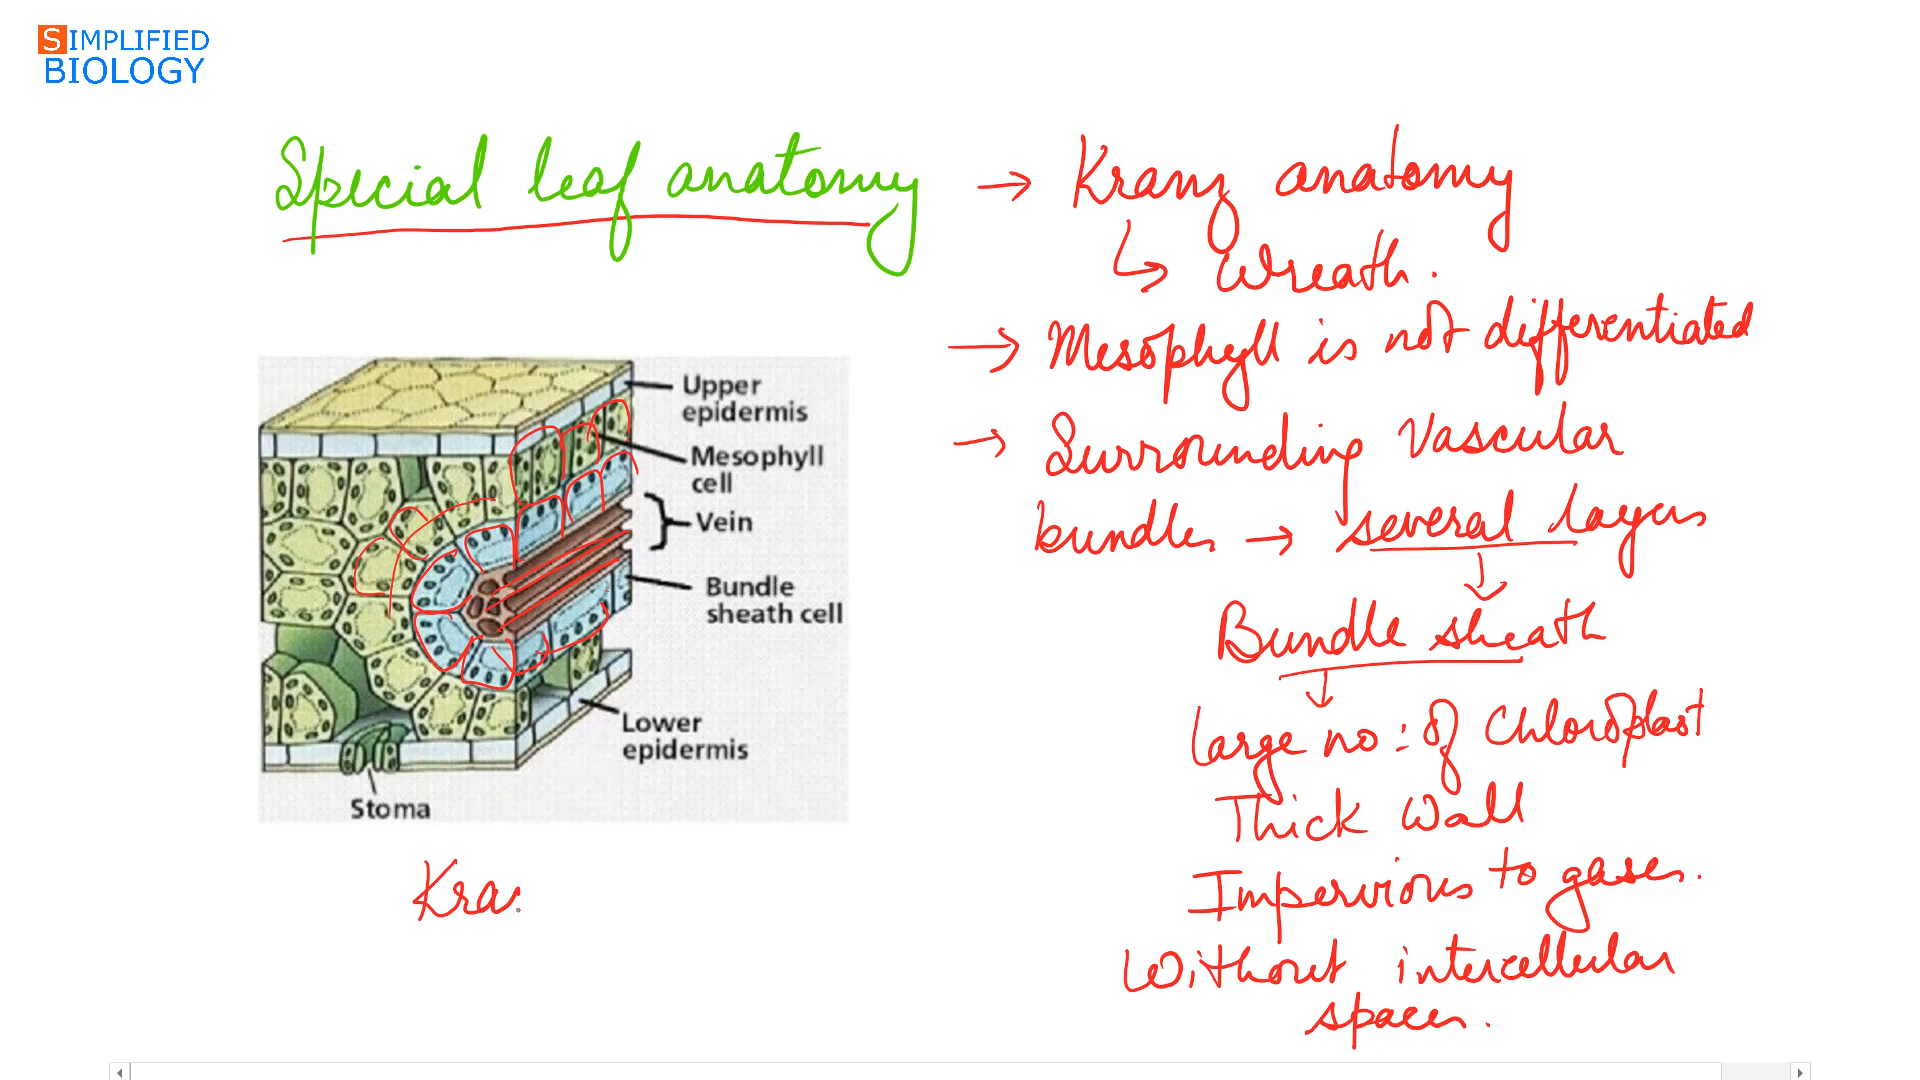 SIMPLIFIED
BIOLOGY
Special leaf anatomy → Kranz anatomy
↳ Wreath.
→ Mesophyll is not differentiated
→ Surrounding Vascular
bundles → several layers
Bundle sheath
Large no: of Chloroplast
Thick Wall
Impervious to gases.
Without intercellular
spaces.
Upper
epidermis
Mesophyll
cell
Vein
Bundle
sheath cell
Lower
epidermis
Stoma
Kra